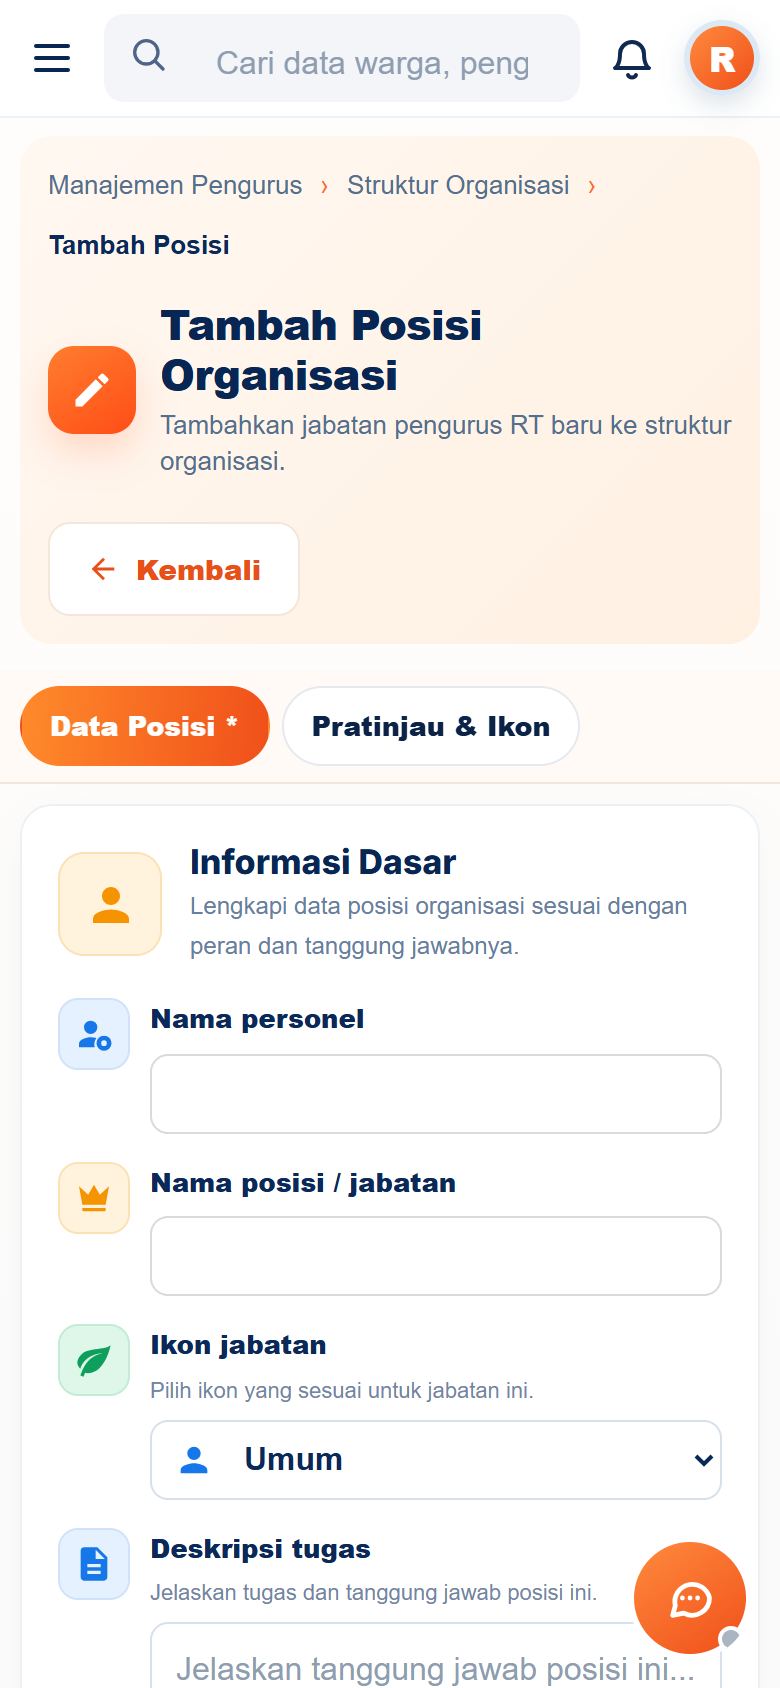 Cari data warga, peng
R
Manajemen Pengurus › Struktur Organisasi ›
Tambah Posisi
Tambah Posisi
Organisasi
Tambahkan jabatan pengurus RT baru ke struktur
organisasi.
Kembali
Data Posisi *
Pratinjau & Ikon
Informasi Dasar
Lengkapi data posisi organisasi sesuai dengan
peran dan tanggung jawabnya.
Nama personel
Nama posisi / jabatan
Ikon jabatan
Pilih ikon yang sesuai untuk jabatan ini.
Umum
Deskripsi tugas
Jelaskan tugas dan tanggung jawab posisi ini.
Jelaskan tanggung jawab posisi ini...